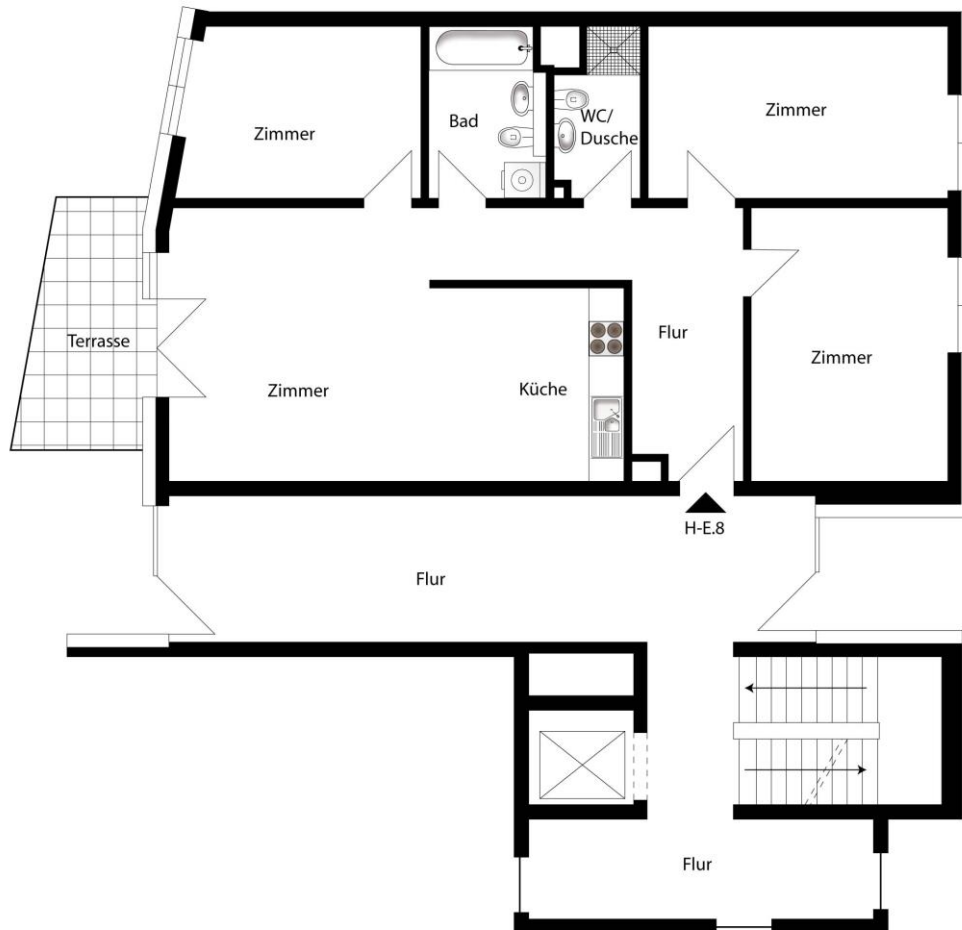 Zimmer
Bad
WC/
Dusche
Zimmer
Terrasse
Zimmer
Küche
Flur
Zimmer
H-E.8
Flur
Flur